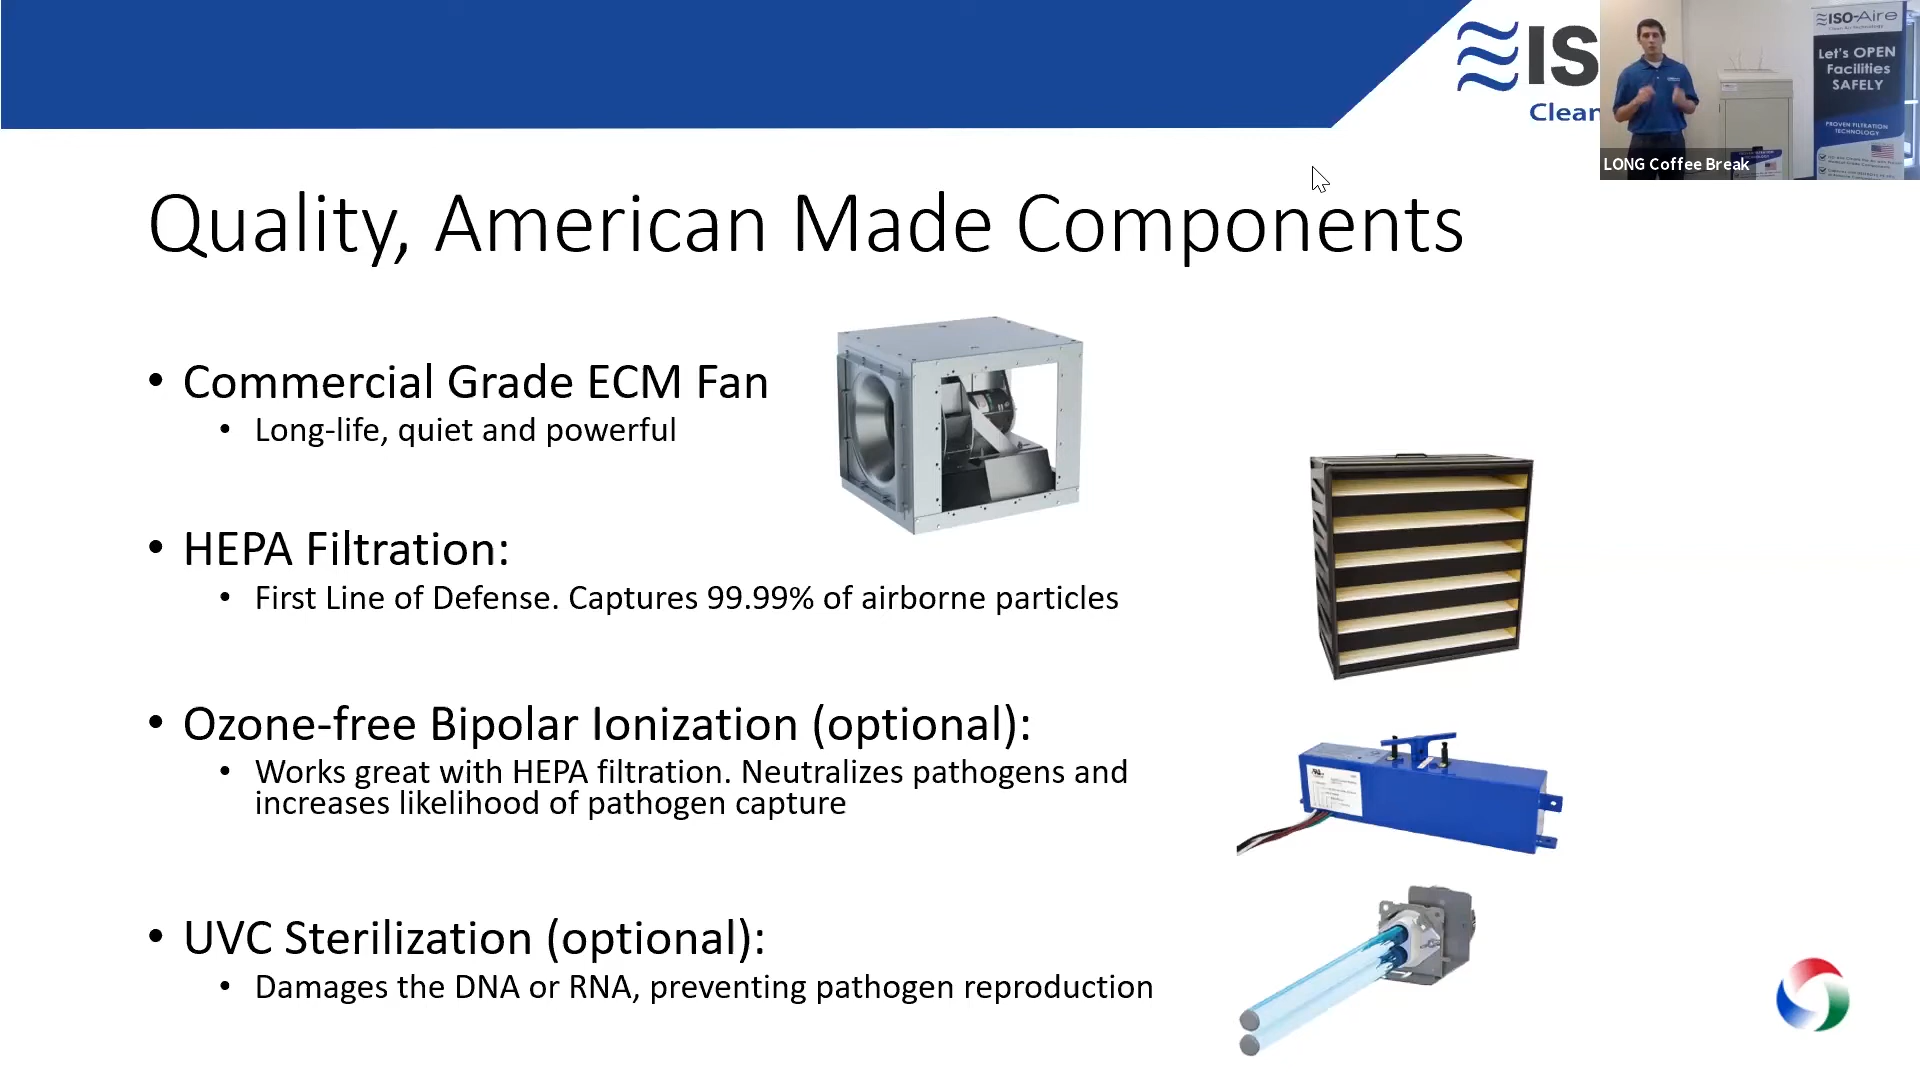 IS
Clean
ISO-Aire
Let's OPEN
Facilities
SAFELY
PROVEN FILTRATION
TECHNOLOGY
LONG Coffee Break
Quality, American Made Components
• Commercial Grade ECM Fan
• Long-life, quiet and powerful
• HEPA Filtration:
• First Line of Defense. Captures 99.99% of airborne particles
• Ozone-free Bipolar Ionization (optional):
• Works great with HEPA filtration. Neutralizes pathogens and
increases likelihood of pathogen capture
• UVC Sterilization (optional):
• Damages the DNA or RNA, preventing pathogen reproduction